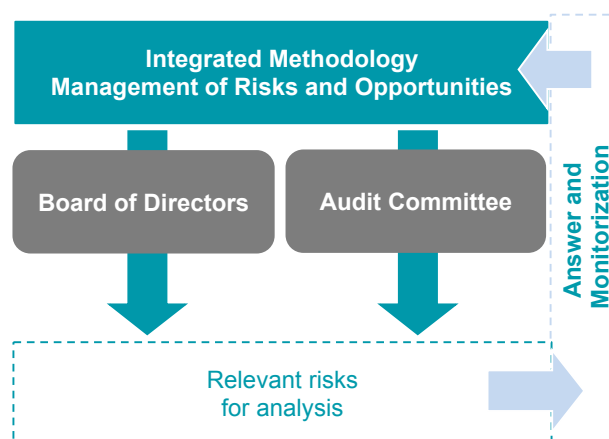 Integrated Methodology
Management of Risks and Opportunities
Board of Directors
Audit Committee
Answer and
Monitorization
Relevant risks
for analysis